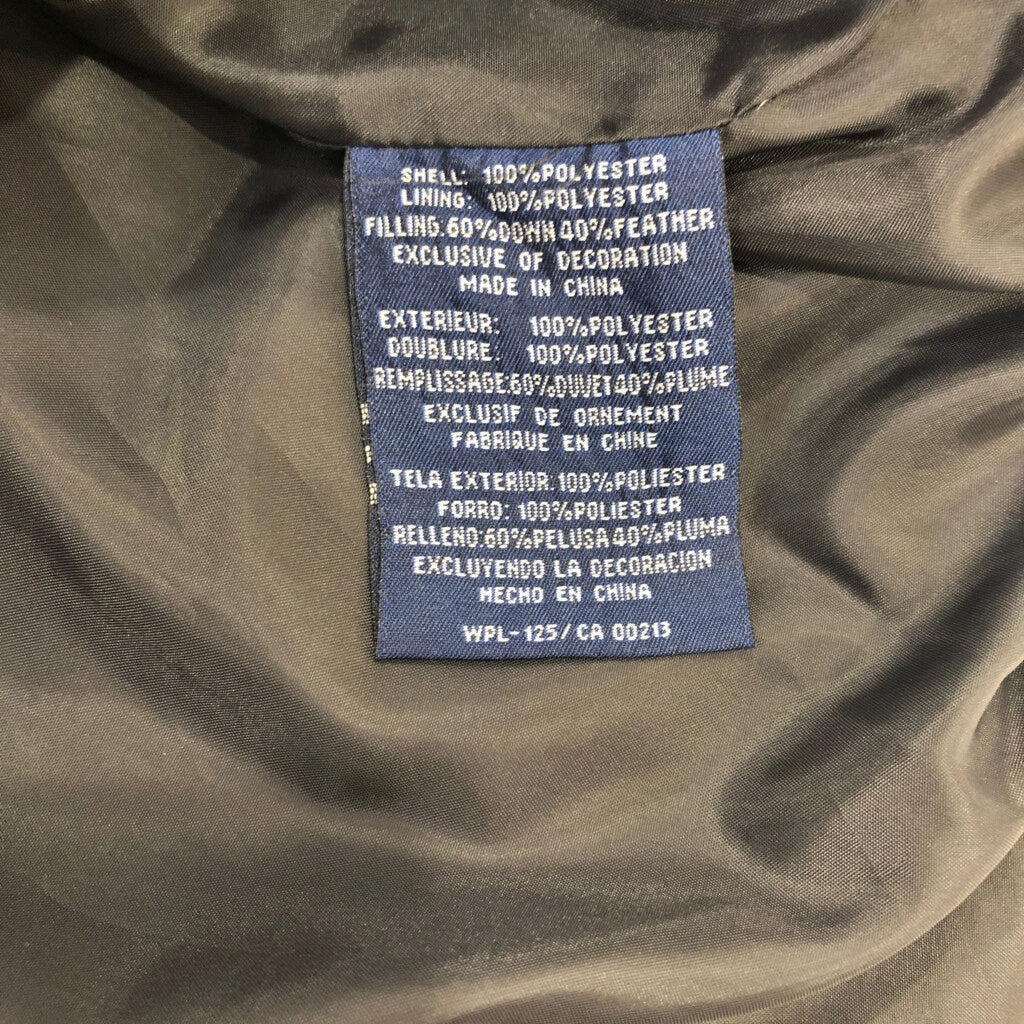 SHELL: 100%POLYESTER
LINING: 100%POLYESTER
FILLING:60%DOWN 40%FEATHER
EXCLUSIVE OF DECORATION
MADE IN CHINA
EXTERIEUR: 100%POLYESTER
DOUBLURE: 100%POLYESTER
REMPLISSAGE:60%DUVET40%PLUME
EXCLUSIF DE ORNEMENT
FABRIQUE EN CHINE
TELA EXTERIOR:100%POLIESTER
FORRO: 100%POLIESTER
RELLENO:60%PELUSA40%PLUMA
EXCLUYENDO LA DECORACION
HECHO EN CHINA
WPL-125/CA 00213